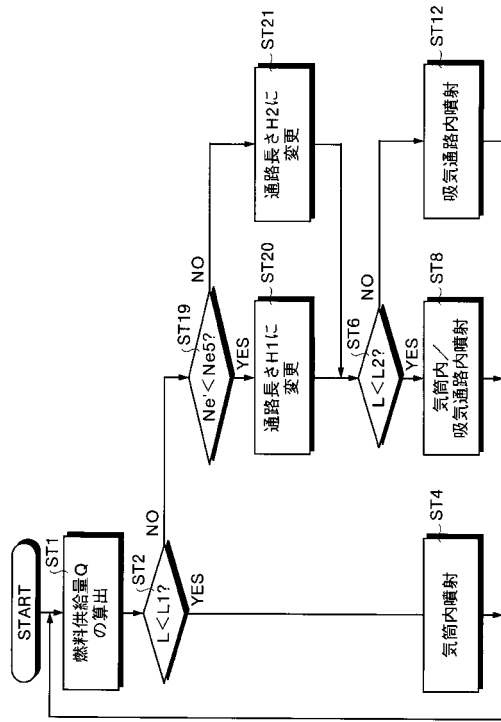 START
ST1
燃料供給量Q
の算出
ST2
L<L1?
NO
YES
ST19
Ne'<Ne5?
NO
YES
ST20
通路長さH1に
変更
ST21
通路長さH2に
変更
ST6
L<L2?
NO
YES
ST4
気筒内噴射
ST8
気筒内/
吸気通路内噴射
ST12
吸気通路内噴射